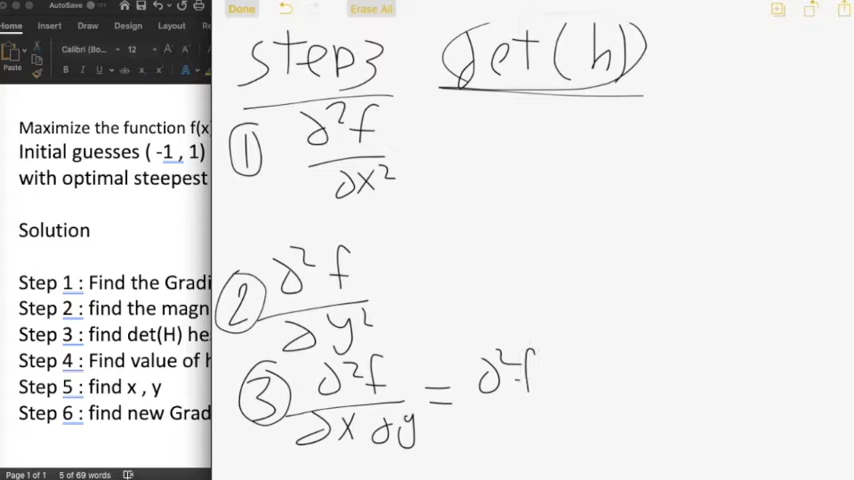 AutoSave
Home Insert Draw Design Layout
Paste
Calibri (Bo... 12
B I U ab x x A
Maximize the function f(x
Initial guesses ( -1 , 1)
with optimal steepest
Solution
Step 1 : Find the Gradi
Step 2 : find the magn
Step 3 : find det(H) he
Step 4 : Find value of h
Step 5 : find x , y
Step 6 : find new Grad
Page 1 of 1 5 of 69 words
Done Erase All
step3 det(h)
① ∂²f
∂x²
② ∂²f
∂y²
③ ∂²f = ∂²f
∂x ∂y